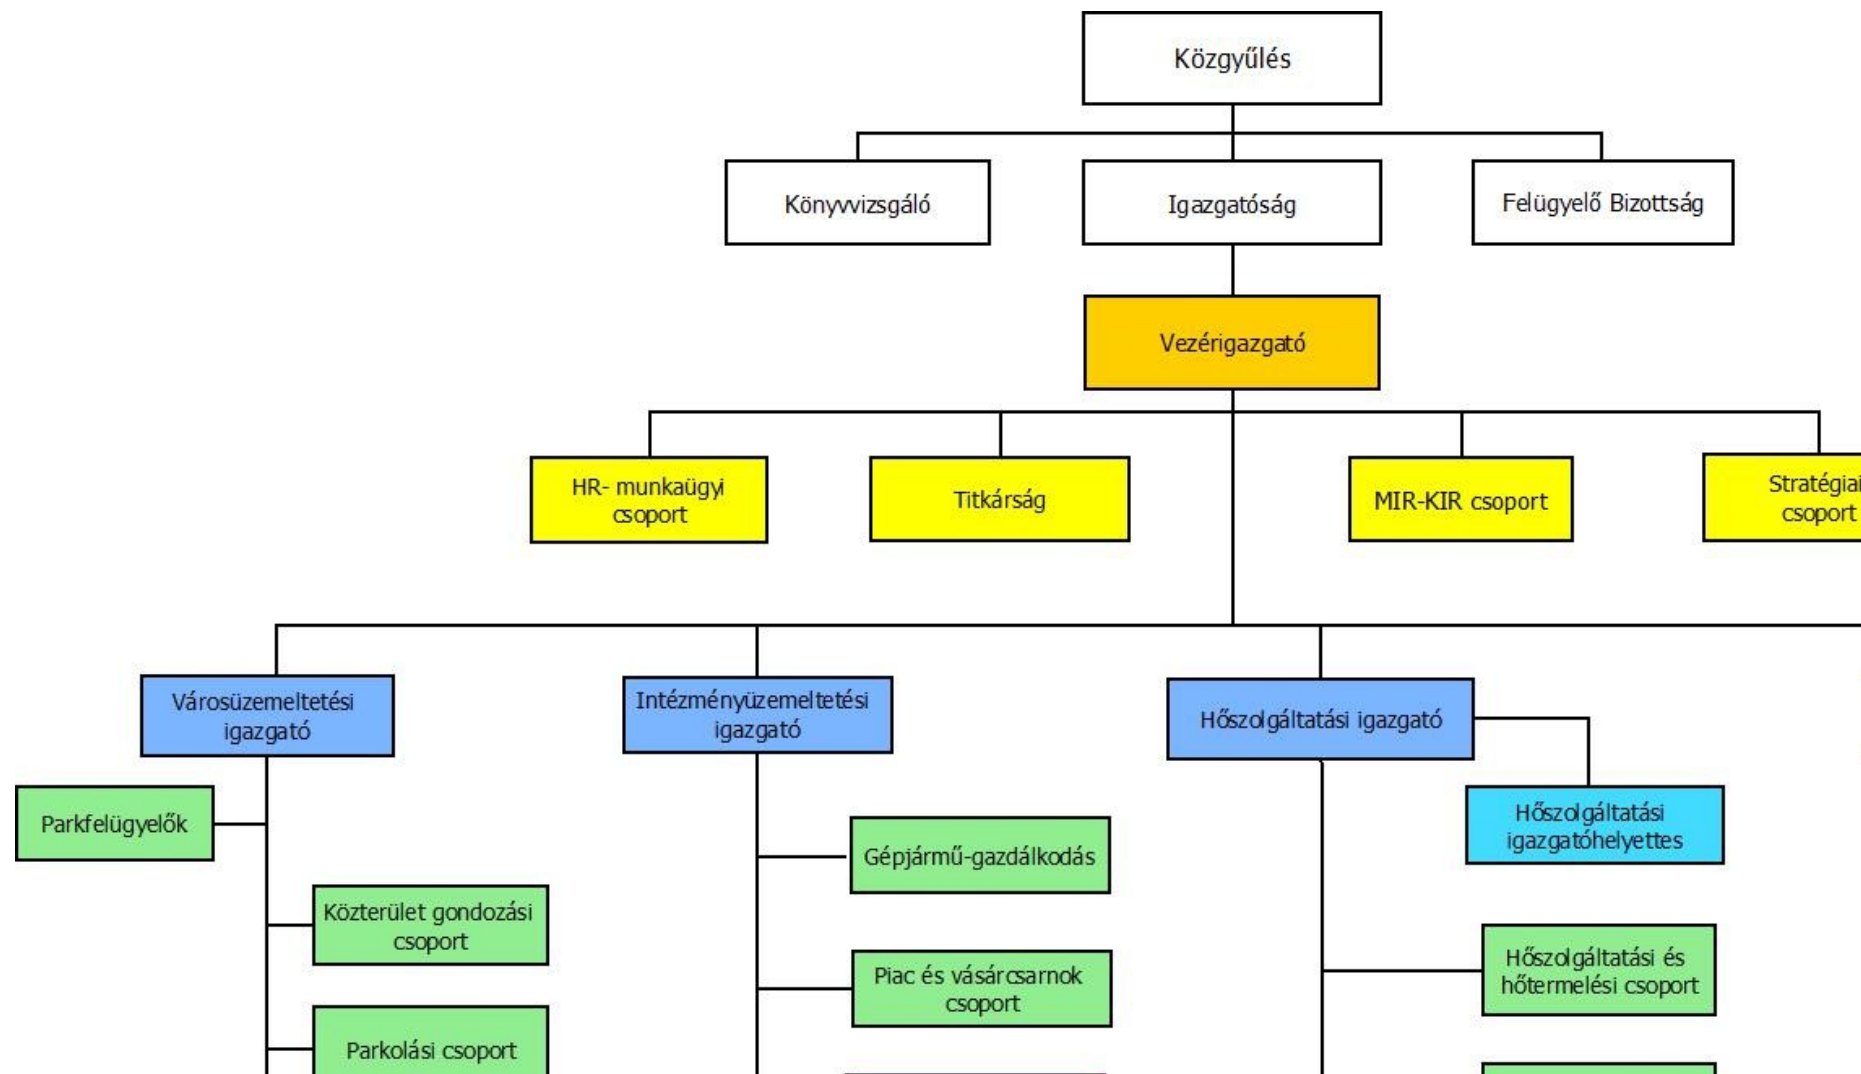 Közgyűlés
Könyvvizsgáló
Igazgatóság
Felügyelő Bizottság
Vezérigazgató
HR- munkaügyi
csoport
Titkárság
MIR-KIR csoport
Stratégiai
csoport
Városüzemeltetési
igazgató
Intézményüzemeltetési
igazgató
Hőszolgáltatási igazgató
Parkfelügyelők
Hőszolgáltatási
igazgatóhelyettes
Gépjármű-gazdálkodás
Közterület gondozási
csoport
Piac és vásárcsarnok
csoport
Hőszolgáltatási és
hőtermelési csoport
Parkolási csoport